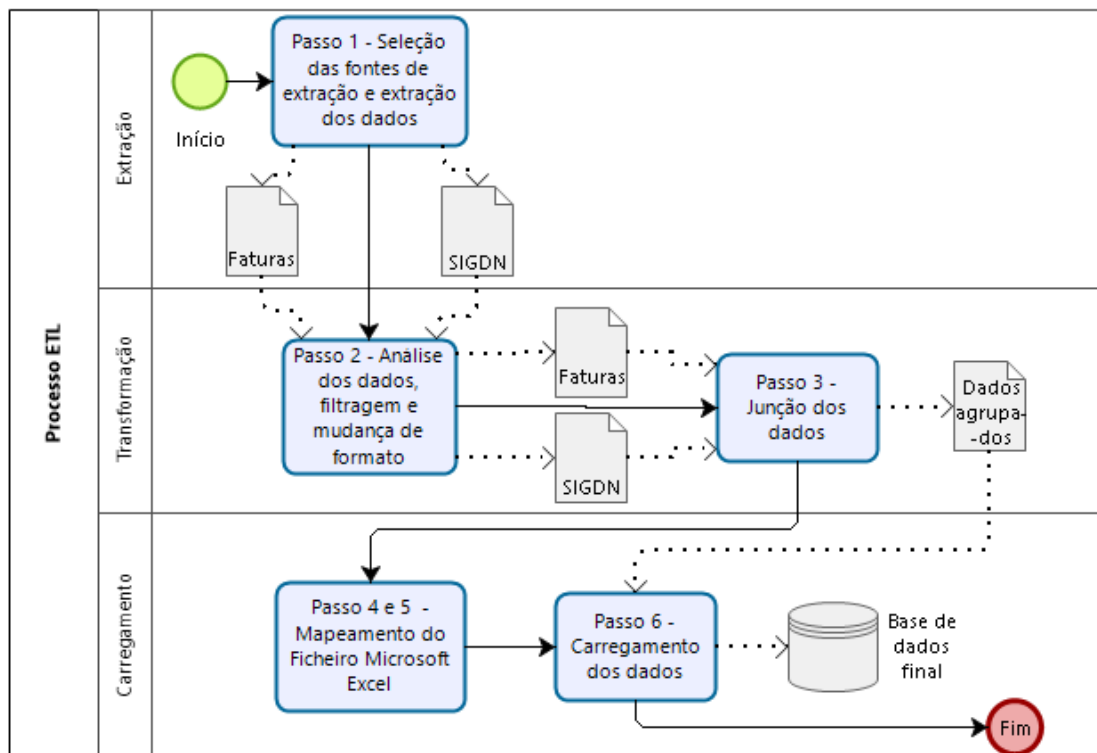 Processo ETL
Extração
Início
Passo 1 - Seleção
das fontes de
extração e extração
dos dados
Faturas
SIGDN
Transformação
Passo 2 - Análise
dos dados,
filtragem e
mudança de
formato
Faturas
SIGDN
Passo 3 -
Junção dos
dados
Dados
agrupa-
-dos
Carregamento
Passo 4 e 5 -
Mapeamento do
Ficheiro Microsoft
Excel
Passo 6 -
Carregamento
dos dados
Base de
dados
final
Fim